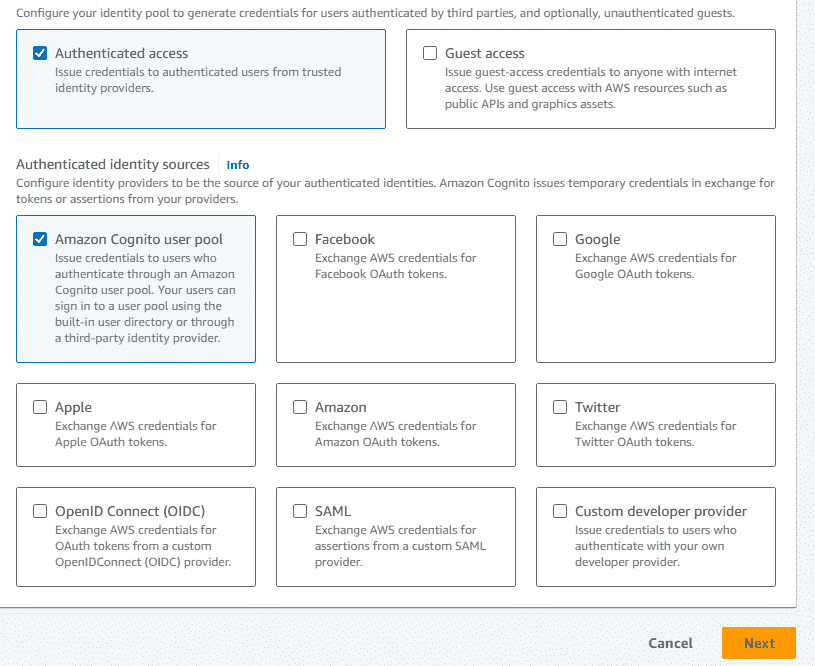 Configure your identity pool to generate credentials for users authenticated by third parties, and optionally, unauthenticated guests.
Authenticated access
Issue credentials to authenticated users from trusted
identity providers.
Guest access
Issue guest-access credentials to anyone with internet
access. Use guest access with AWS resources such as
public APIs and graphics assets.
Authenticated identity sources Info
Configure identity providers to be the source of your authenticated identities. Amazon Cognito issues temporary credentials in exchange for
tokens or assertions from your providers.
Amazon Cognito user pool
Issue credentials to users who
authenticate through an Amazon
Cognito user pool. Your users can
sign in to a user pool using the
built-in user directory or through
a third-party identity provider.
Facebook
Exchange AWS credentials for
Facebook OAuth tokens.
Google
Exchange AWS credentials for
Google OAuth tokens.
Apple
Exchange AWS credentials for
Apple OAuth tokens.
Amazon
Exchange AWS credentials for
Amazon OAuth tokens.
Twitter
Exchange AWS credentials for
Twitter OAuth tokens.
OpenID Connect (OIDC)
Exchange AWS credentials for
OAuth tokens from a custom
OpenIDConnect (OIDC) provider.
SAML
Exchange AWS credentials for
assertions from a custom SAML
provider.
Custom developer provider
Issue credentials to users who
authenticate with your own
developer provider.
Cancel
Next